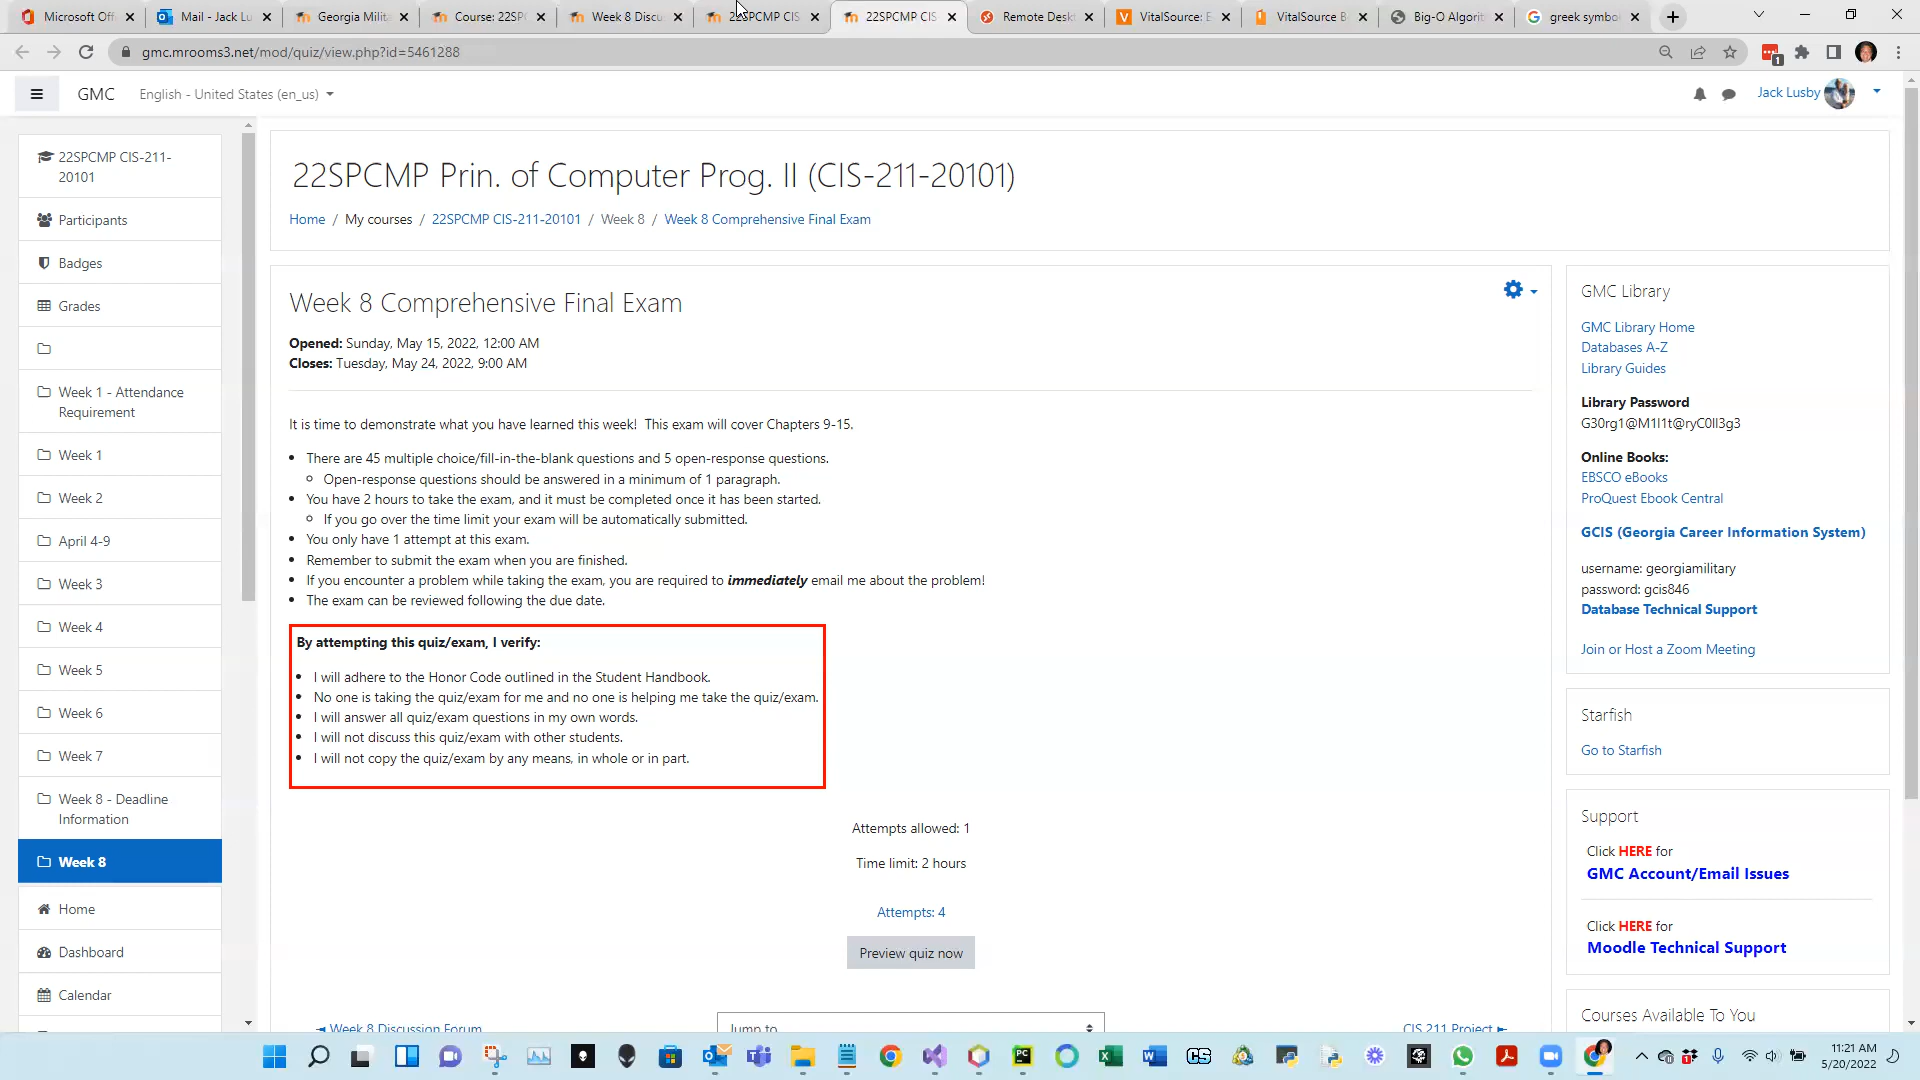 Microsoft Off
Mail - Jack Lu
Georgia Milit
Course: 22SP
Week 8 Discu
22SPCMP CIS
22SPCMP CIS
Remote Desk
VitalSource: E
VitalSource B
Big-O Algorit
greek symbo
gmc.mrooms3.net/mod/quiz/view.php?id=5461288
1
GMC
English - United States (en_us)
Jack Lusby
22SPCMP CIS-211-
20101
Participants
Badges
Grades
Week 1 - Attendance
Requirement
Week 1
Week 2
April 4-9
Week 3
Week 4
Week 5
Week 6
Week 7
Week 8 - Deadline
Information
Week 8
Home
Dashboard
Calendar
22SPCMP Prin. of Computer Prog. II (CIS-211-20101)
Home / My courses / 22SPCMP CIS-211-20101 / Week 8 / Week 8 Comprehensive Final Exam
Week 8 Comprehensive Final Exam
Opened: Sunday, May 15, 2022, 12:00 AM
Closes: Tuesday, May 24, 2022, 9:00 AM
It is time to demonstrate what you have learned this week! This exam will cover Chapters 9-15.
There are 45 multiple choice/fill-in-the-blank questions and 5 open-response questions.
Open-response questions should be answered in a minimum of 1 paragraph.
You have 2 hours to take the exam, and it must be completed once it has been started.
If you go over the time limit your exam will be automatically submitted.
You only have 1 attempt at this exam.
Remember to submit the exam when you are finished.
If you encounter a problem while taking the exam, you are required to immediately email me about the problem!
The exam can be reviewed following the due date.
By attempting this quiz/exam, I verify:
I will adhere to the Honor Code outlined in the Student Handbook.
No one is taking the quiz/exam for me and no one is helping me take the quiz/exam.
I will answer all quiz/exam questions in my own words.
I will not discuss this quiz/exam with other students.
I will not copy the quiz/exam by any means, in whole or in part.
Attempts allowed: 1
Time limit: 2 hours
Attempts: 4
Preview quiz now
◄ Week 8 Discussion Forum
Jump to...
CIS 211 Project ►
GMC Library
GMC Library Home
Databases A-Z
Library Guides
Library Password
G30rg1@M1l1t@ryC0ll3g3
Online Books:
EBSCO eBooks
ProQuest Ebook Central
GCIS (Georgia Career Information System)
username: georgiamilitary
password: gcis846
Database Technical Support
Join or Host a Zoom Meeting
Starfish
Go to Starfish
Support
Click HERE for
GMC Account/Email Issues
Click HERE for
Moodle Technical Support
Courses Available To You
11:21 AM
5/20/2022